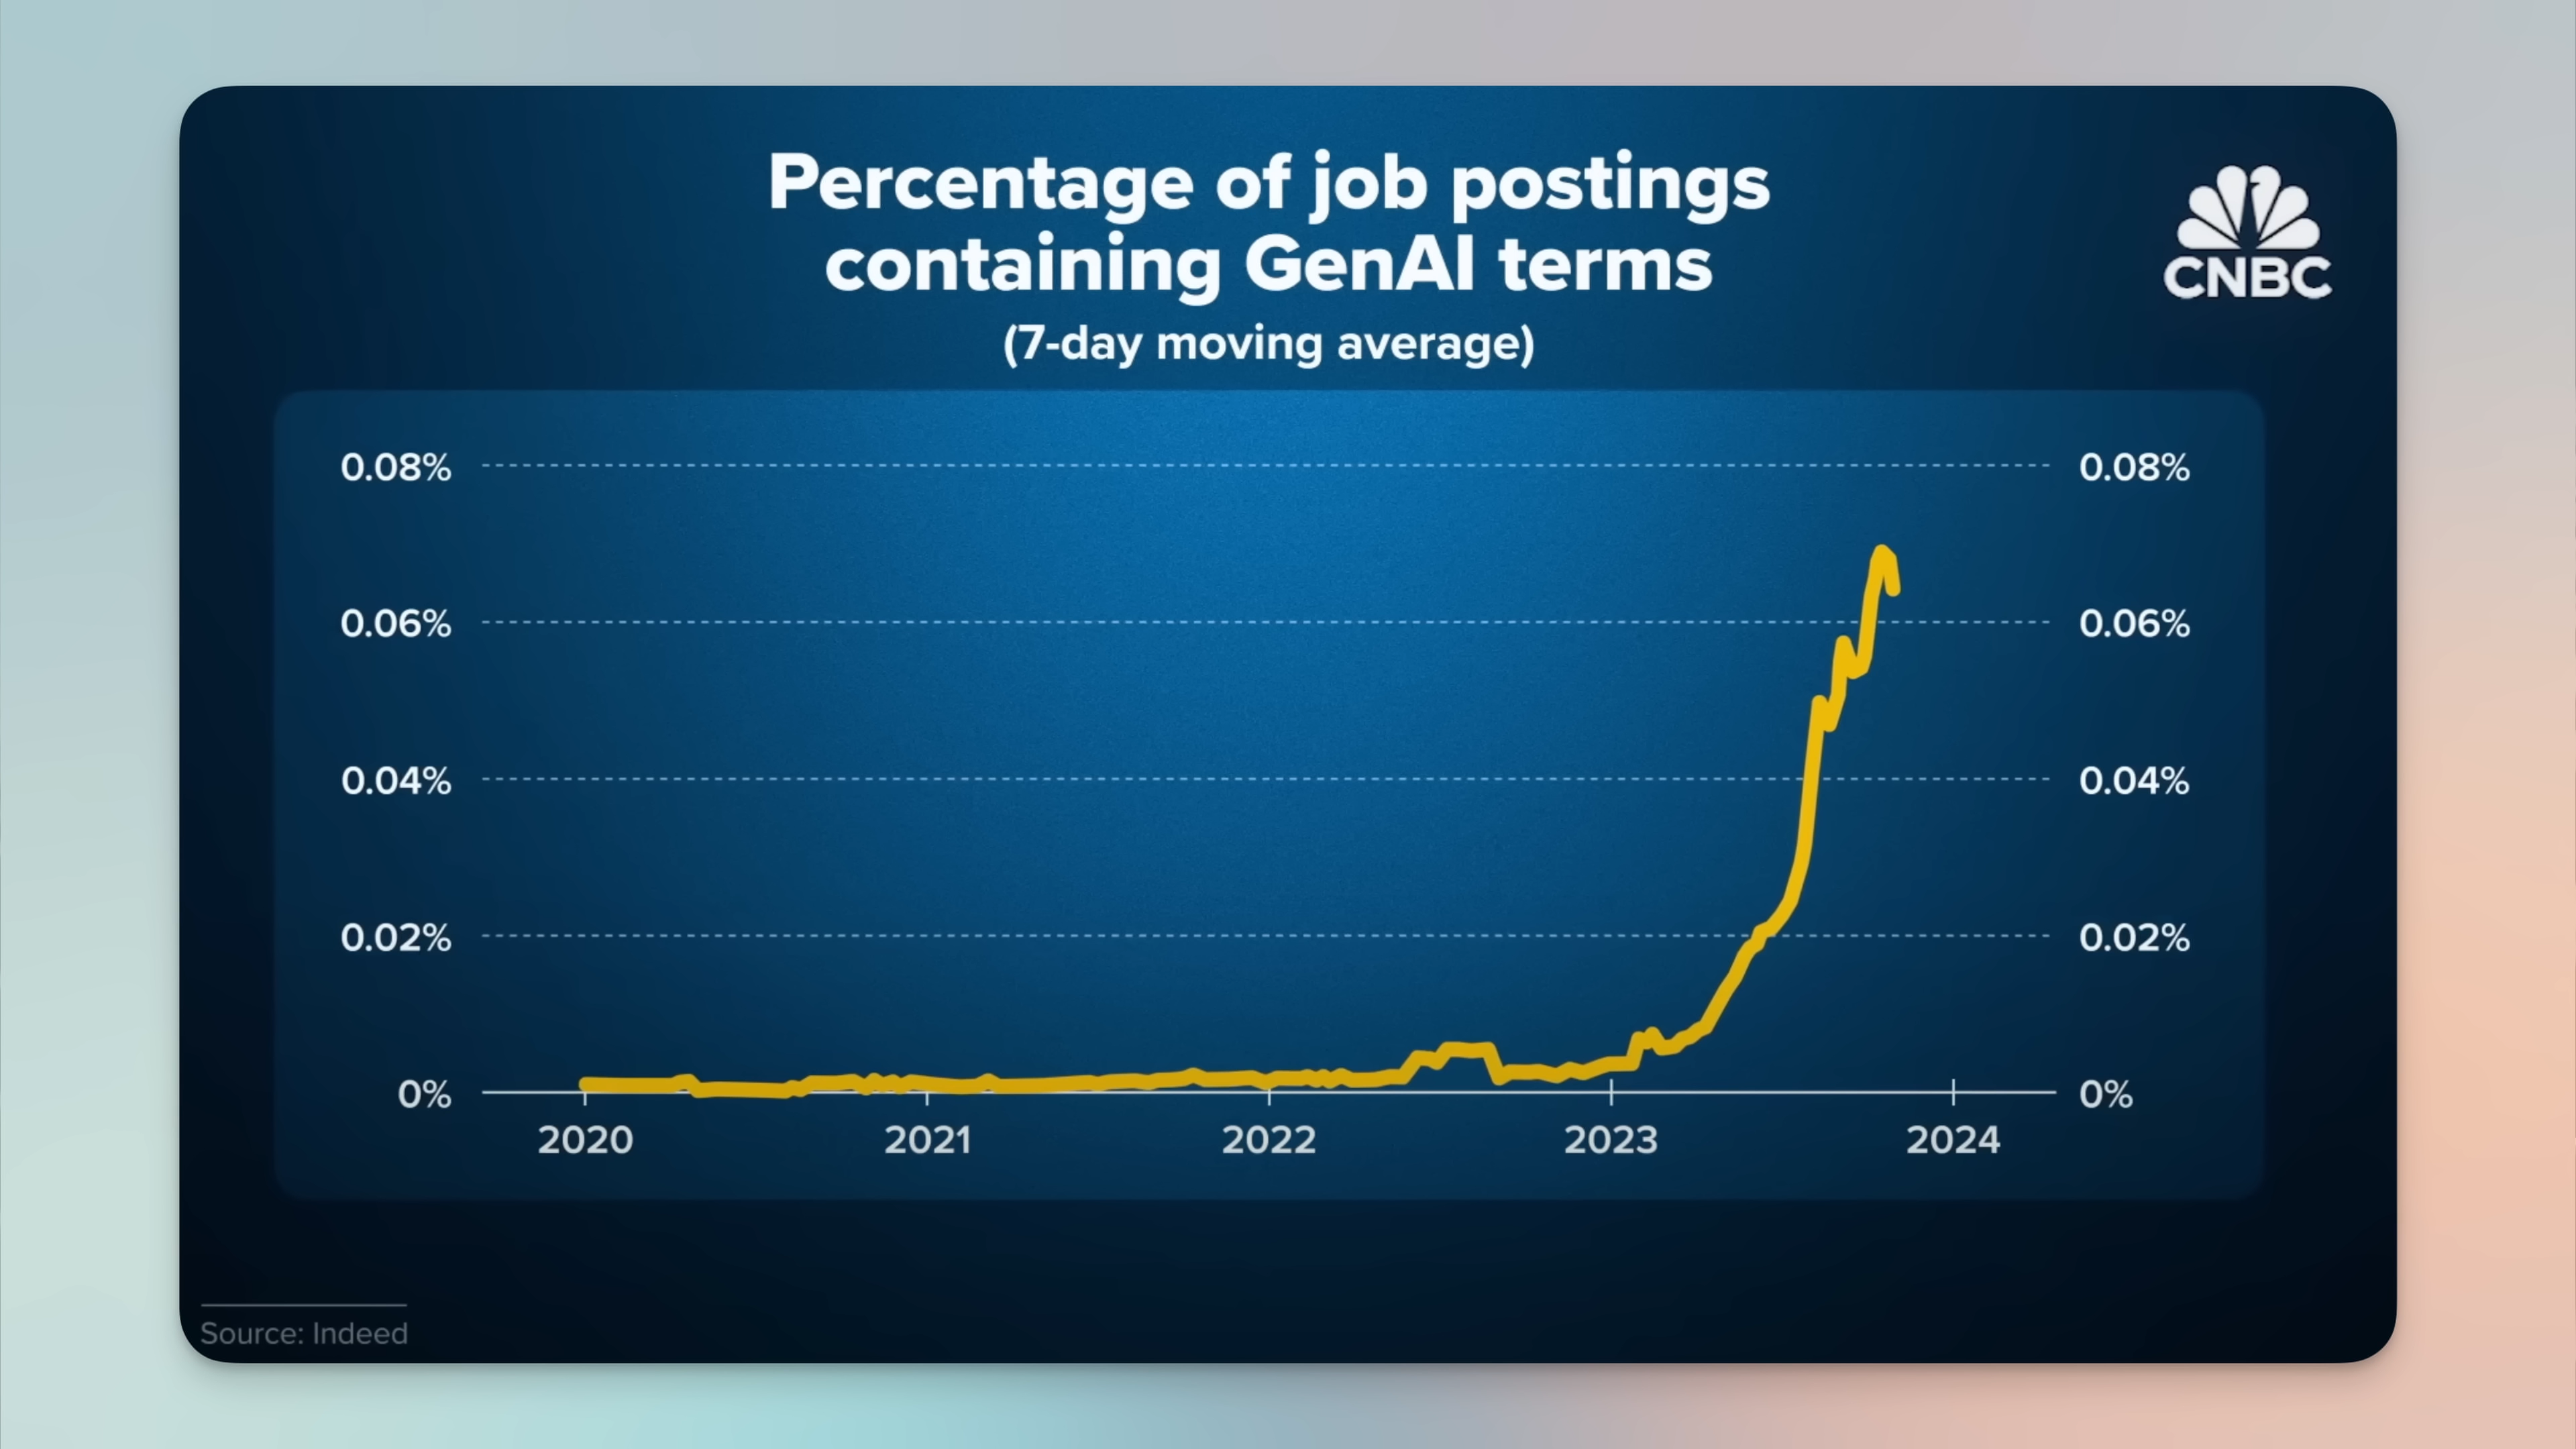 Percentage of job postings
containing GenAI terms
(7-day moving average)
CNBC
0.08% 0.08%
0.06% 0.06%
0.04% 0.04%
0.02% 0.02%
0% 0%
2020 2021 2022 2023 2024
Source: Indeed